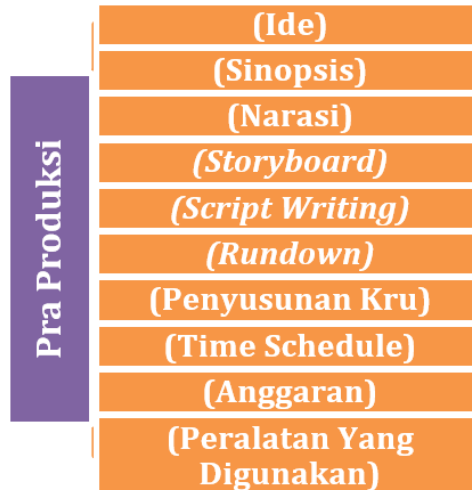 Pra Produksi
(Ide)
(Sinopsis)
(Narasi)
(Storyboard)
(Script Writing)
(Rundown)
(Penyusunan Kru)
(Time Schedule)
(Anggaran)
(Peralatan Yang
Digunakan)